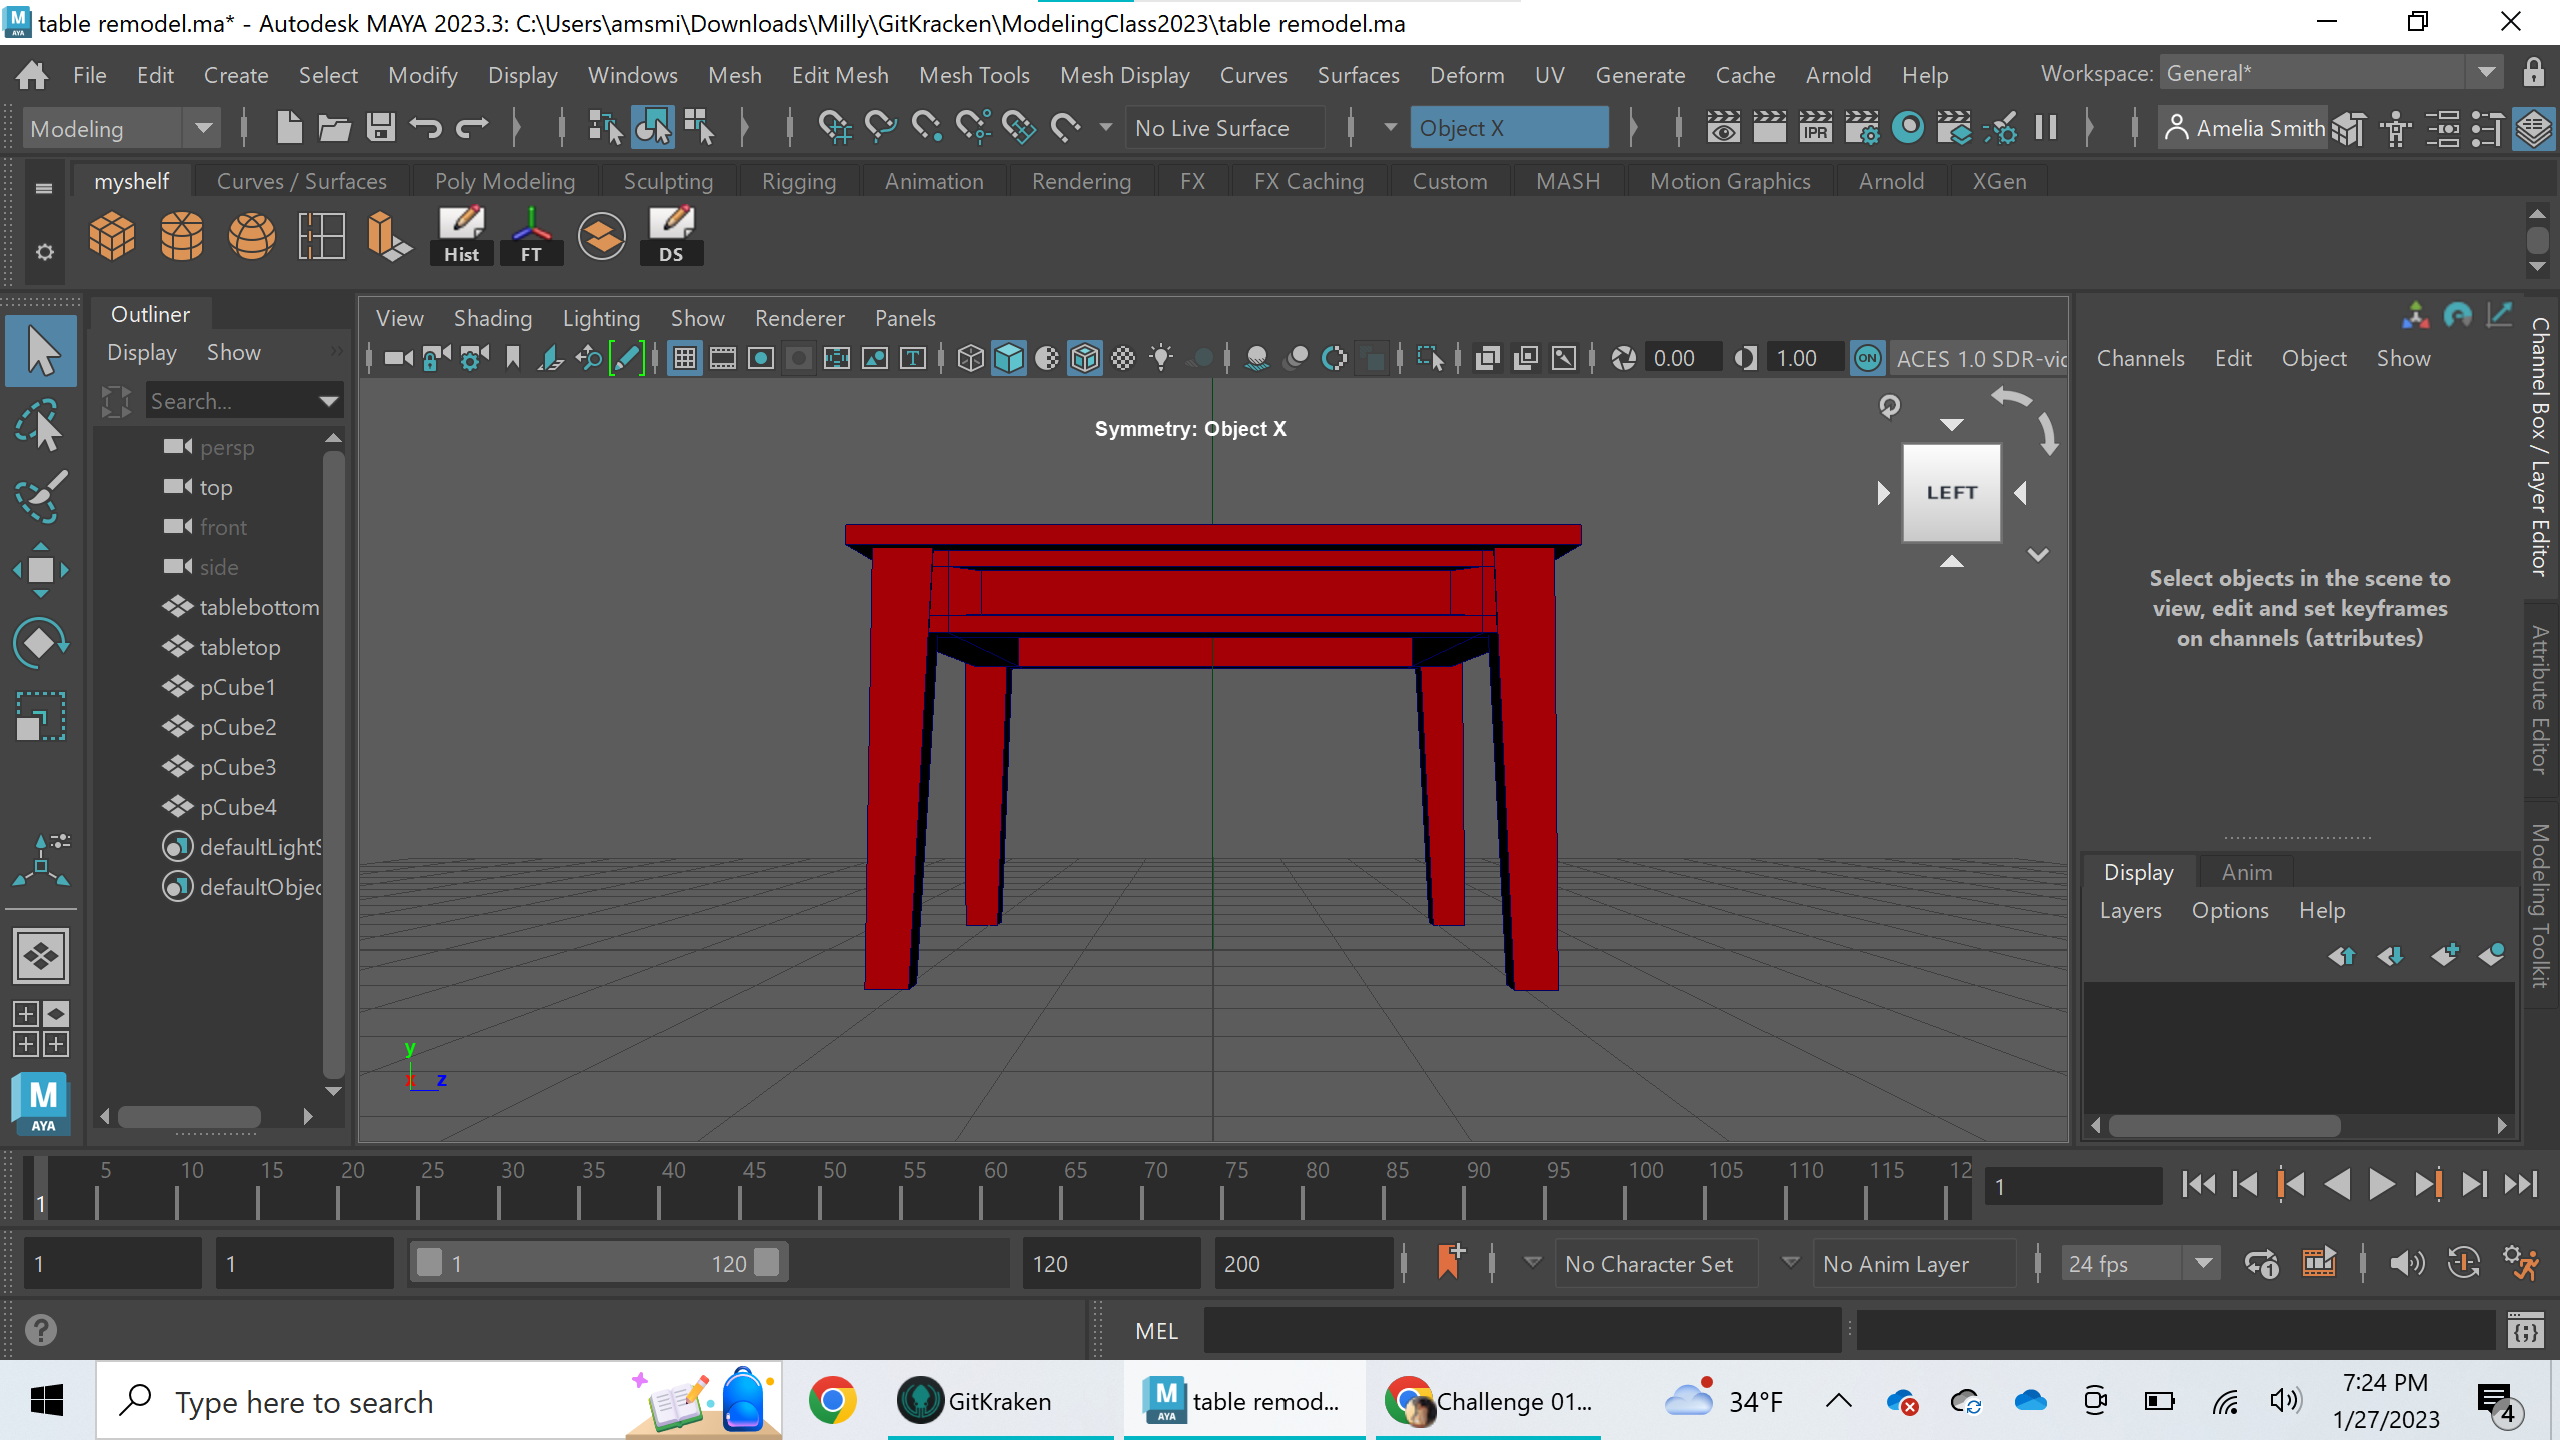 table remodel.ma* - Autodesk MAYA 2023.3: C:\Users\amsmi\Downloads\Milly\GitKracken\ModelingClass2023\table remodel.ma
File Edit Create Select Modify Display Windows Mesh Edit Mesh Mesh Tools Mesh Display Curves Surfaces Deform UV Generate Cache Arnold Help Workspace: General*
Modeling No Live Surface Object X IPR Amelia Smith
myshelf Curves / Surfaces Poly Modeling Sculpting Rigging Animation Rendering FX FX Caching Custom MASH Motion Graphics Arnold XGen
Hist FT DS
Outliner
Display Show
Search...
persp
top
front
side
tablebottom
tabletop
pCube1
pCube2
pCube3
pCube4
defaultLightS
defaultObjec
View Shading Lighting Show Renderer Panels
0.00 1.00 ON ACES 1.0 SDR-vic
Symmetry: Object X
LEFT
y
x
z
Channels Edit Object Show
Select objects in the scene to
view, edit and set keyframes
on channels (attributes)
Channel Box / Layer Editor
Attribute Editor
Modeling Toolkit
Display Anim
Layers Options Help
M
AYA
5 10 15 20 25 30 35 40 45 50 55 60 65 70 75 80 85 90 95 100 105 110 115 12
1 1
1 1 1 120 120 200 No Character Set No Anim Layer 24 fps
MEL
Type here to search GitKraken table remod... Challenge 01... 34°F 7:24 PM
1/27/2023 4